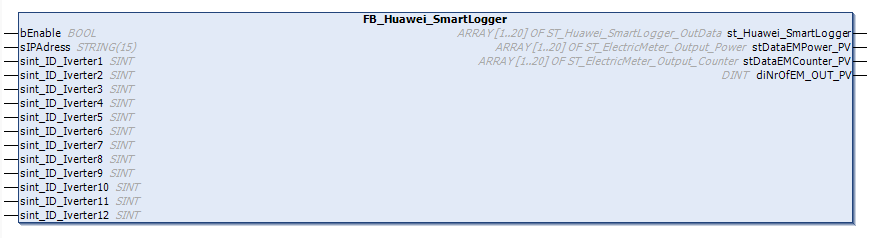 FB_Huawei_SmartLogger
bEnable BOOL ARRAY [1..20] OF ST_Huawei_SmartLogger_OutData st_Huawei_SmartLogger
sIPAdress STRING(15) ARRAY [1..20] OF ST_ElectricMeter_Output_Power stDataEMPower_PV
sint_ID_Iverter1 SINT ARRAY [1..20] OF ST_ElectricMeter_Output_Counter stDataEMCounter_PV
sint_ID_Iverter2 SINT DINT diNrOfEM_OUT_PV
sint_ID_Iverter3 SINT
sint_ID_Iverter4 SINT
sint_ID_Iverter5 SINT
sint_ID_Iverter6 SINT
sint_ID_Iverter7 SINT
sint_ID_Iverter8 SINT
sint_ID_Iverter9 SINT
sint_ID_Iverter10 SINT
sint_ID_Iverter11 SINT
sint_ID_Iverter12 SINT